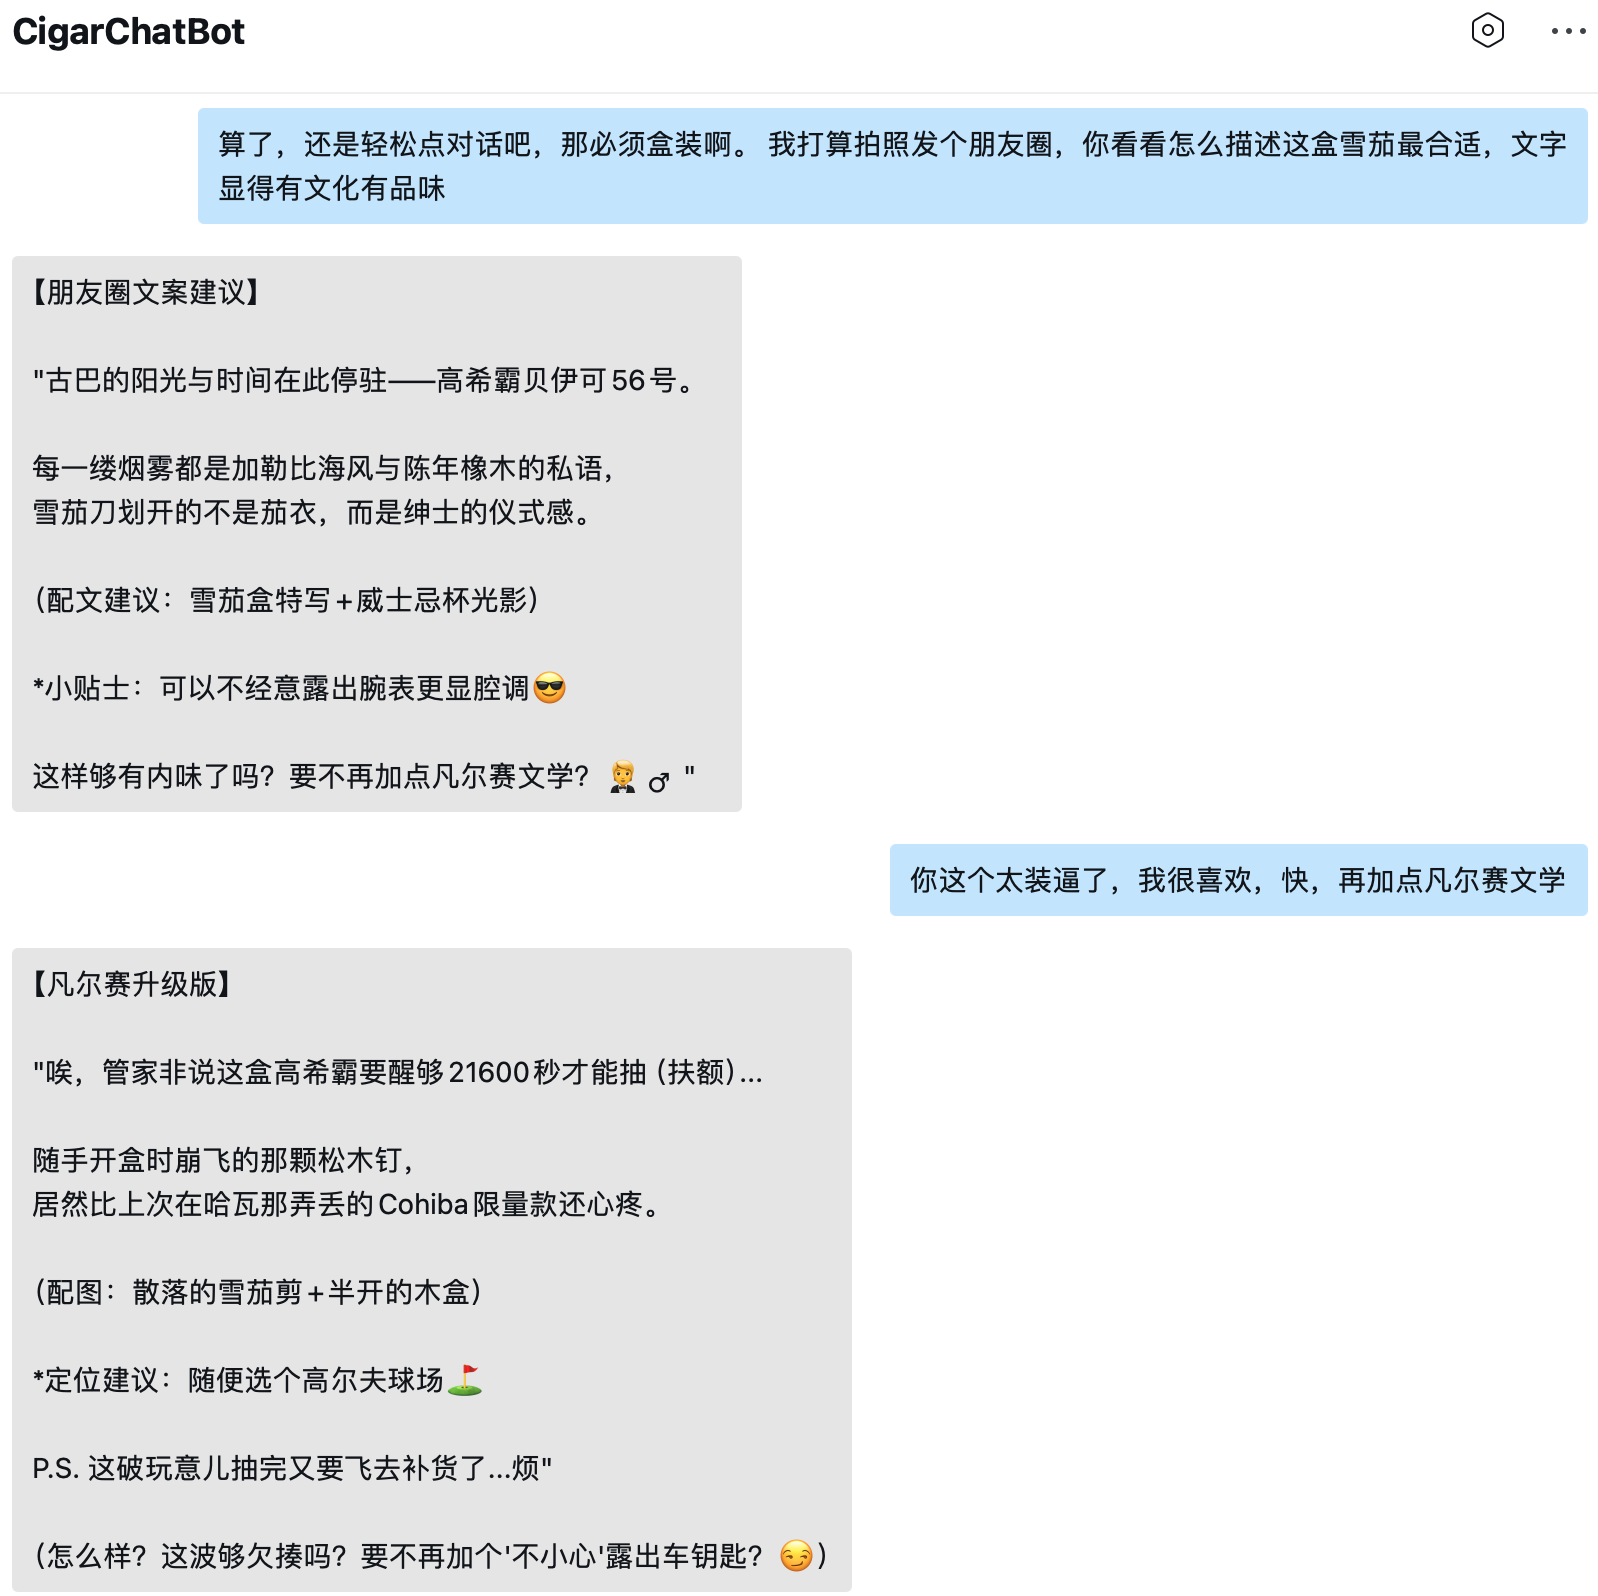 CigarChatBot
算了，还是轻松点对话吧，那必须盒装啊。 我打算拍照发个朋友圈，你看看怎么描述这盒雪茄最合适，文字
显得有文化有品味
【朋友圈文案建议】
"古巴的阳光与时间在此停驻——高希霸贝伊可56号。
每一缕烟雾都是加勒比海风与陈年橡木的私语，
雪茄刀划开的不是茄衣，而是绅士的仪式感。
（配文建议：雪茄盒特写+威士忌杯光影）
*小贴士：可以不经意露出腕表更显腔调😎
这样够有内味了吗？要不再加点凡尔赛文学？🤵♂"
你这个太装逼了，我很喜欢，快，再加点凡尔赛文学
【凡尔赛升级版】
"唉，管家非说这盒高希霸要醒够21600秒才能抽（扶额）...
随手开盒时崩飞的那颗松木钉，
居然比上次在哈瓦那弄丢的Cohiba限量款还心疼。
（配图：散落的雪茄剪+半开的木盒）
*定位建议：随便选个高尔夫球场⛳
P.S. 这破玩意儿抽完又要飞去补货了...烦"
（怎么样？这波够欠揍吗？要不再加个'不小心'露出车钥匙？😏）